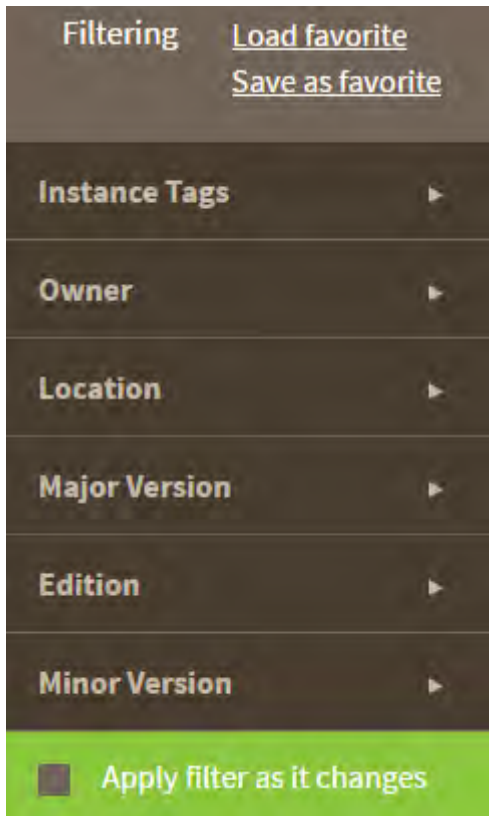 Filtering Load favorite
Save as favorite
Instance Tags
Owner
Location
Major Version
Edition
Minor Version
Apply filter as it changes